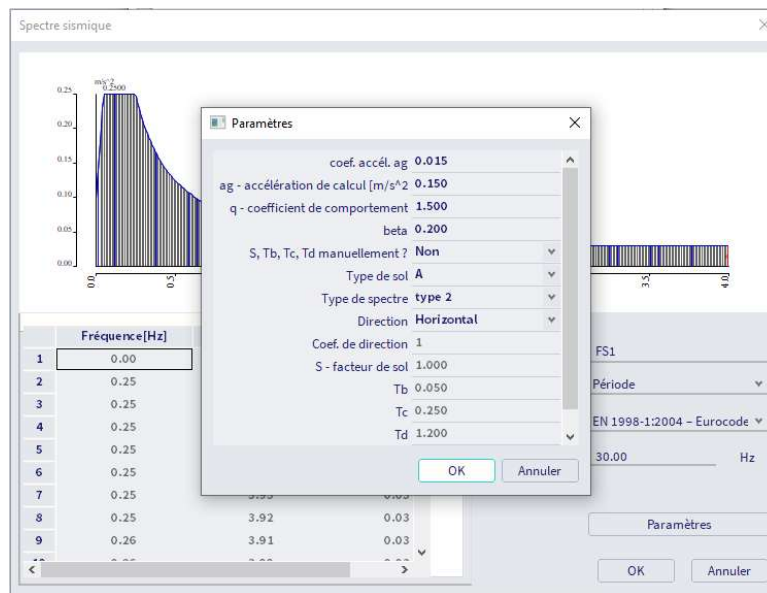 Spectre sismique
m/s^2
0.2500
0.25
0.20
0.15
0.10
0.05
0.00
0.0
0.5
3.5
4.0
Paramètres
coef. accél. ag 0.015
ag - accélération de calcul [m/s^2 0.150
q - coefficient de comportement 1.500
beta 0.200
S, Tb, Tc, Td manuellement ? Non
Type de sol A
Type de spectre type 2
Direction Horizontal
Coef. de direction 1
S - facteur de sol 1.000
Tb 0.050
Tc 0.250
Td 1.200
OK Annuler
Fréquence[Hz]
1 0.00
2 0.25
3 0.25
4 0.25
5 0.25
6 0.25
7 0.25 3.93 0.03
8 0.25 3.92 0.03
9 0.26 3.91 0.03
FS1
Période
EN 1998-1:2004 – Eurocode
30.00 Hz
Paramètres
OK Annuler